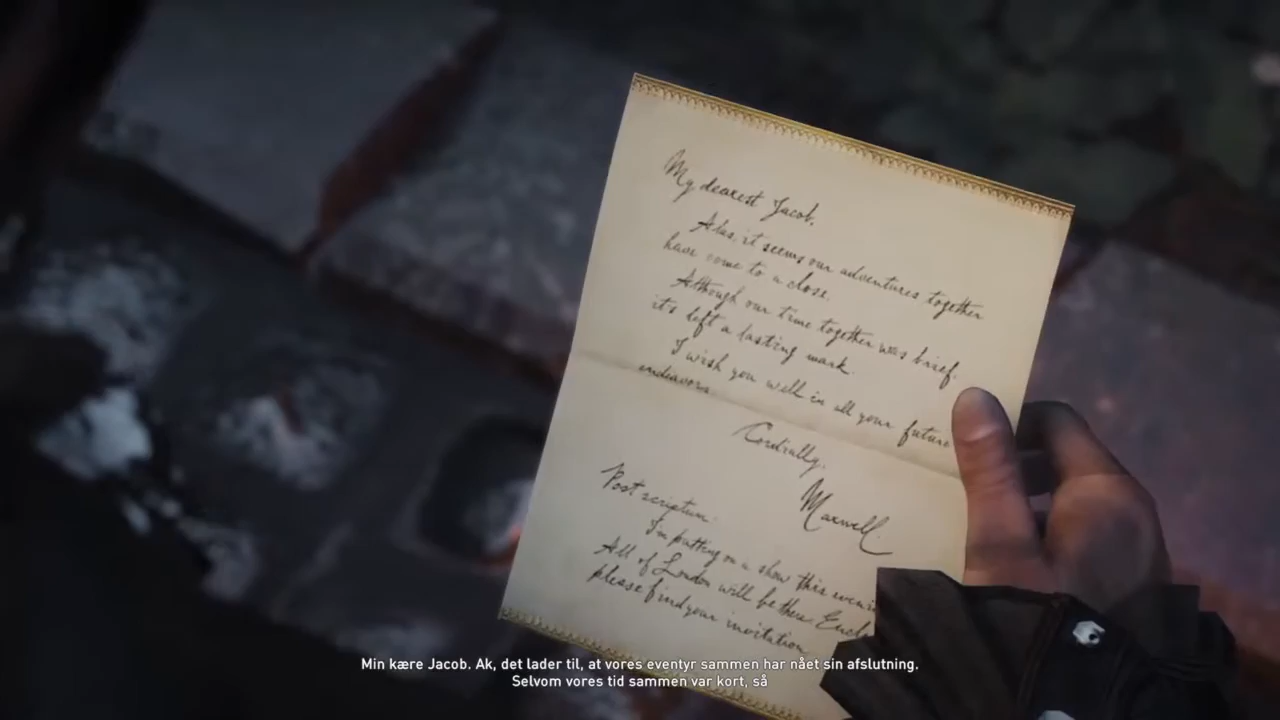 My dearest Jacob,
Alas, it seems our adventures together
have come to a close.
Although our time together was brief,
it's left a lasting mark.
I wish you well in all your future
endeavors.
Cordially,
Maxwell
Post scriptum:
I'm putting on a show this
All of London will be there
please find your invitation
Min kære Jacob. Ak, det lader til, at vores eventyr sammen har nået sin afslutning.
Selvom vores tid sammen var kort, så